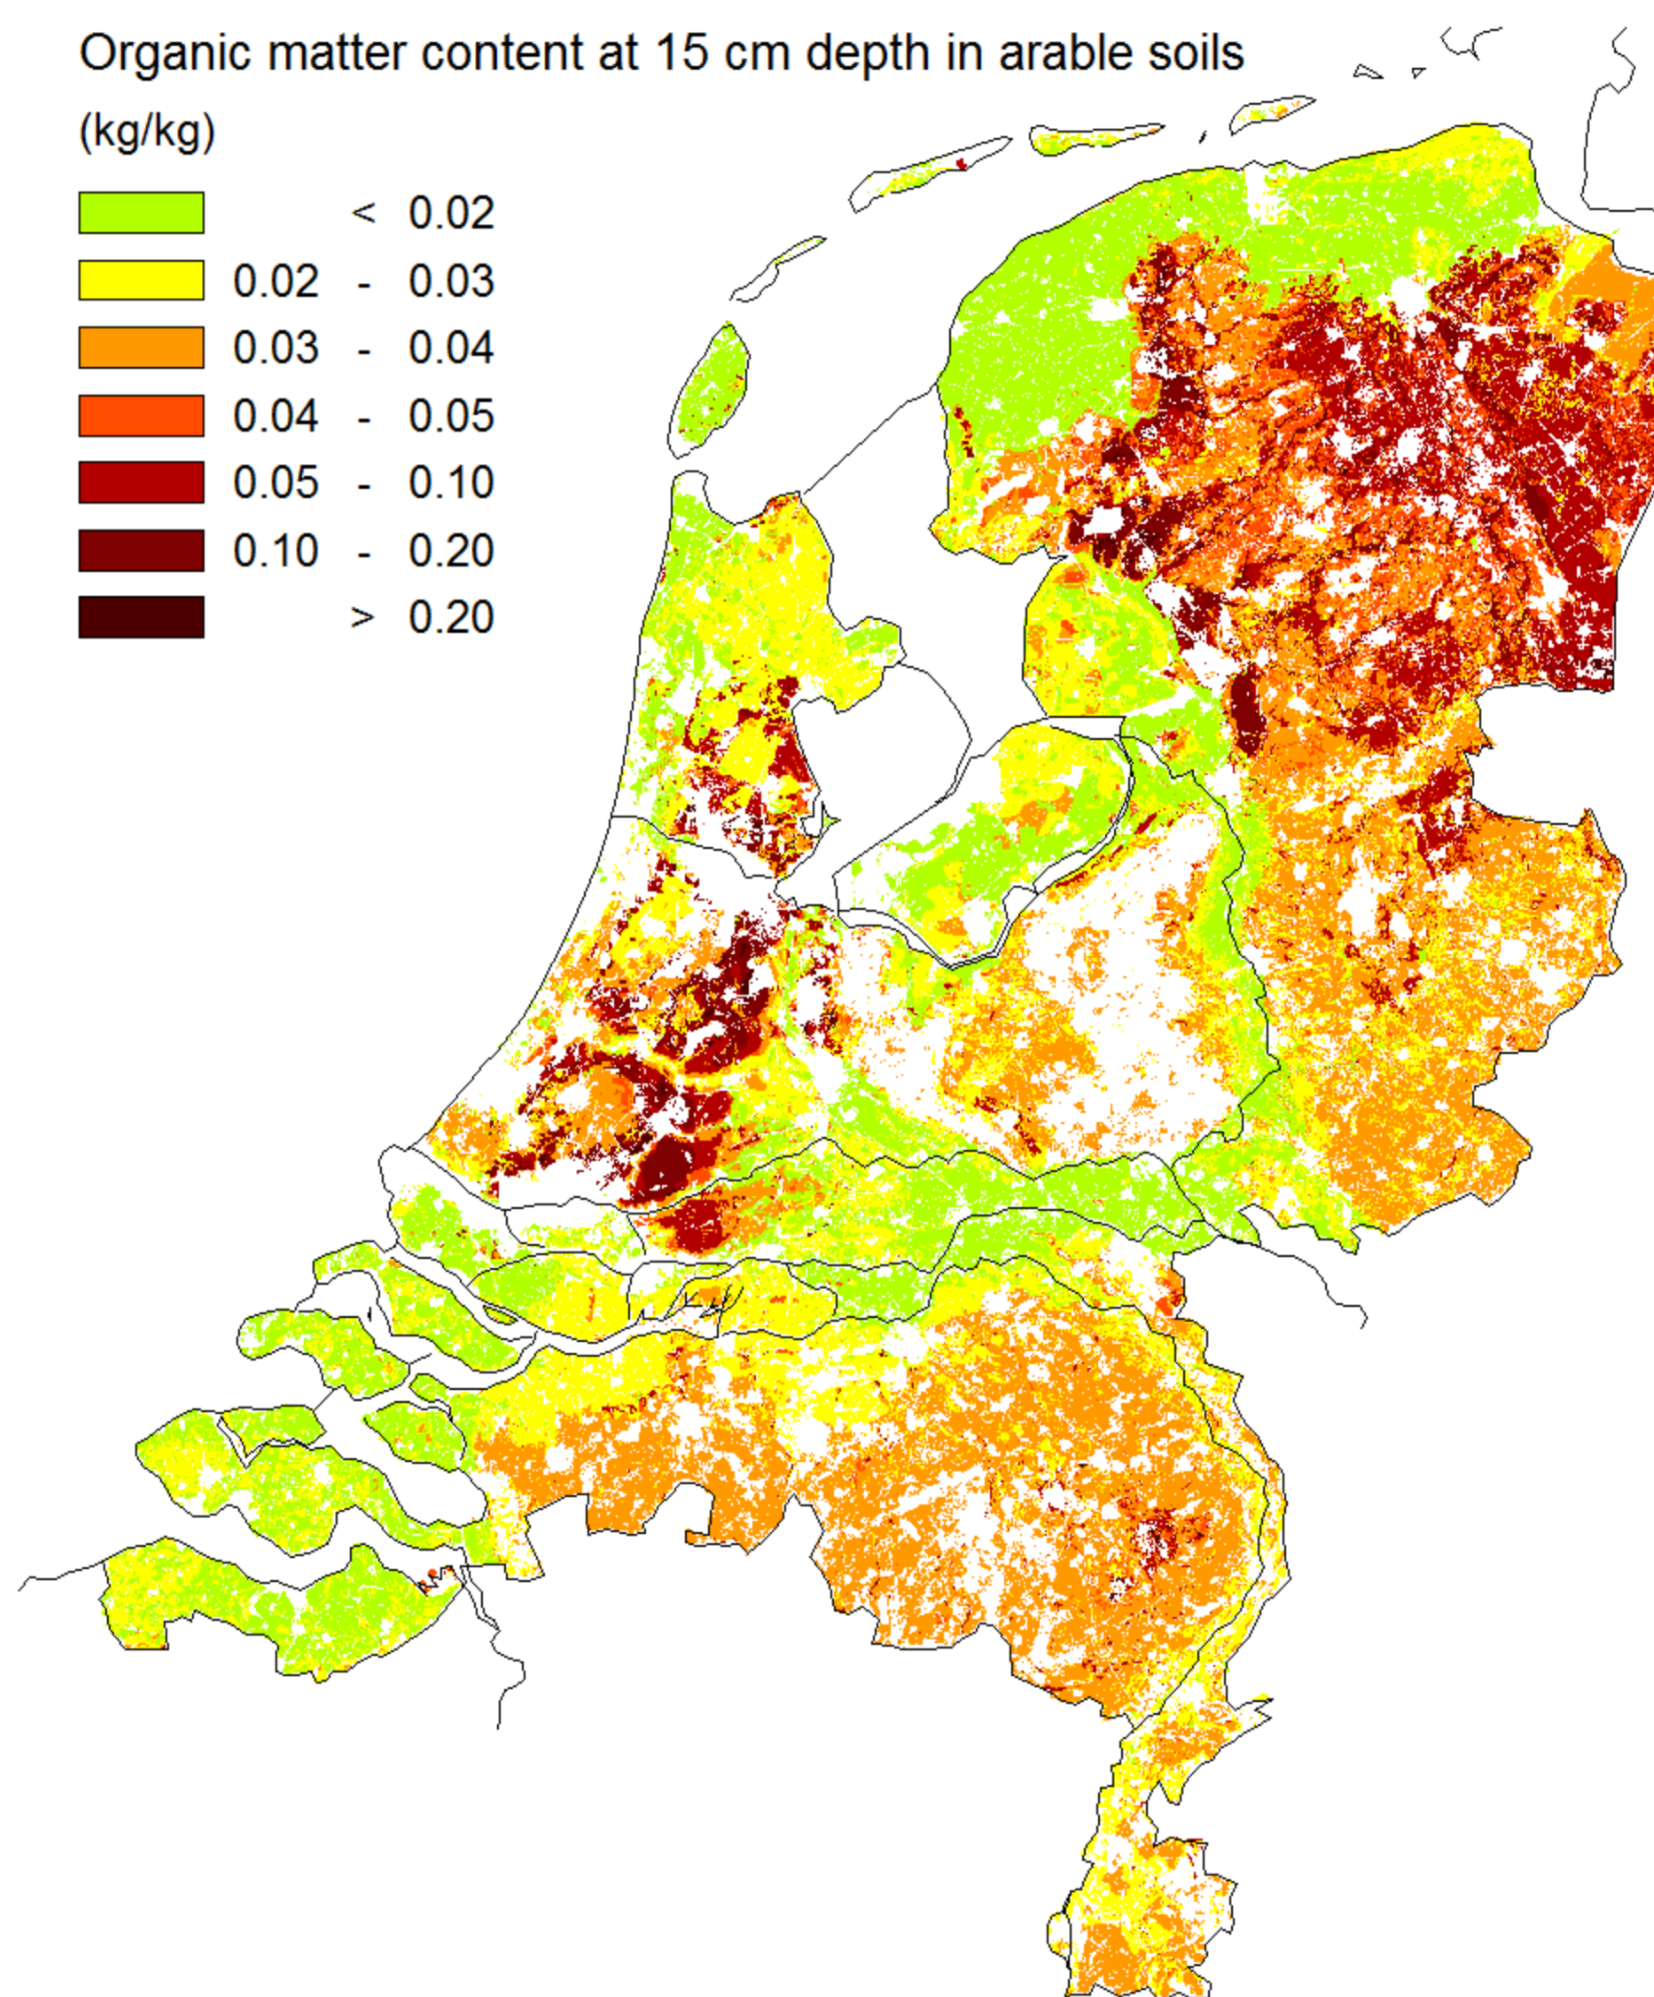 Organic matter content at 15 cm depth in arable soils
(kg/kg)
< 0.02
0.02 - 0.03
0.03 - 0.04
0.04 - 0.05
0.05 - 0.10
0.10 - 0.20
> 0.20